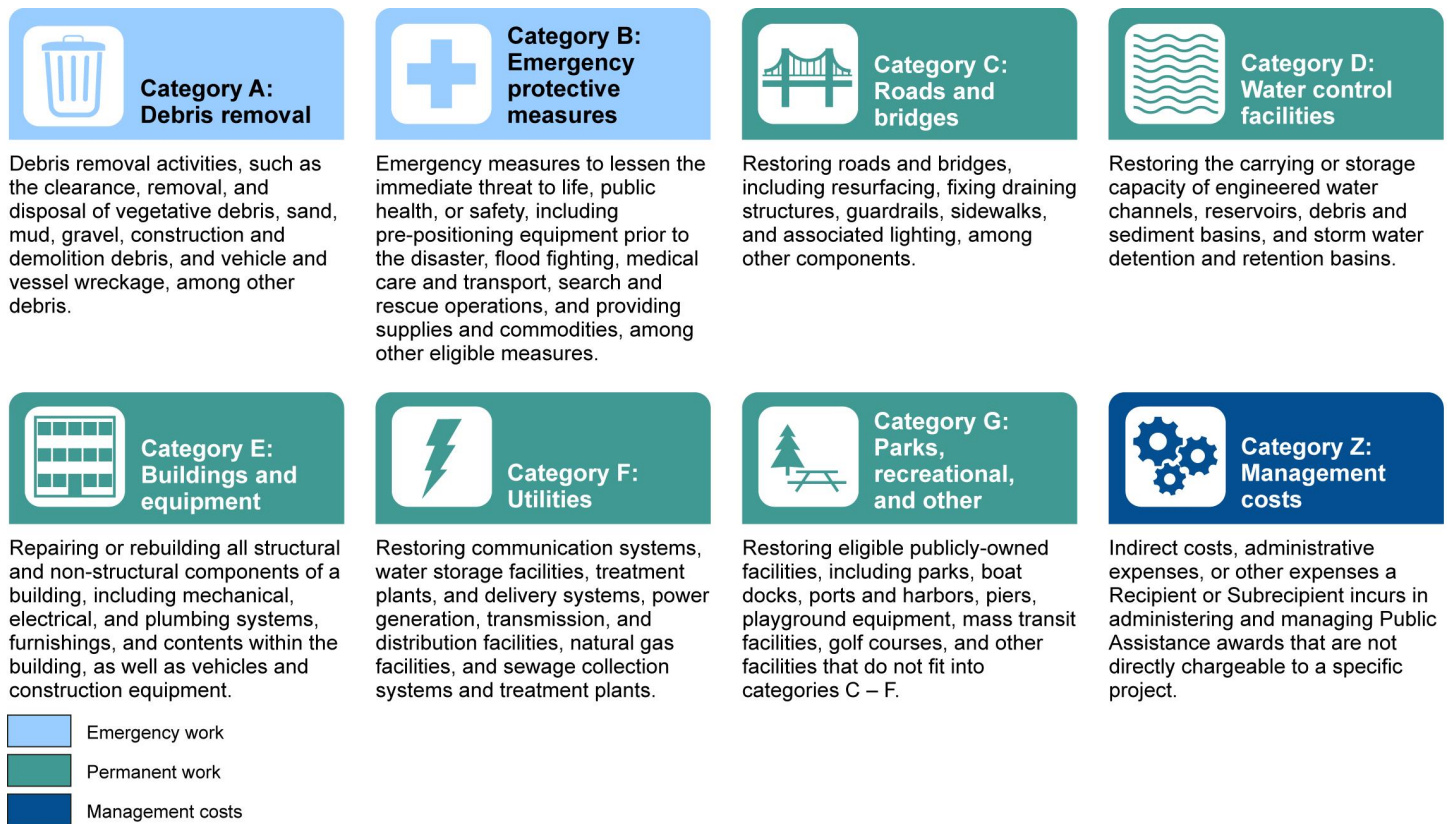 Category A:
Debris removal
Debris removal activities, such as
the clearance, removal, and
disposal of vegetative debris, sand,
mud, gravel, construction and
demolition debris, and vehicle and
vessel wreckage, among other
debris.
Category B:
Emergency
protective
measures
Emergency measures to lessen the
immediate threat to life, public
health, or safety, including
pre-positioning equipment prior to
the disaster, flood fighting, medical
care and transport, search and
rescue operations, and providing
supplies and commodities, among
other eligible measures.
Category C:
Roads and
bridges
Restoring roads and bridges,
including resurfacing, fixing draining
structures, guardrails, sidewalks,
and associated lighting, among
other components.
Category D:
Water control
facilities
Restoring the carrying or storage
capacity of engineered water
channels, reservoirs, debris and
sediment basins, and storm water
detention and retention basins.
Category E:
Buildings and
equipment
Repairing or rebuilding all structural
and non-structural components of a
building, including mechanical,
electrical, and plumbing systems,
furnishings, and contents within the
building, as well as vehicles and
construction equipment.
Category F:
Utilities
Restoring communication systems,
water storage facilities, treatment
plants, and delivery systems, power
generation, transmission, and
distribution facilities, natural gas
facilities, and sewage collection
systems and treatment plants.
Category G:
Parks,
recreational,
and other
Restoring eligible publicly-owned
facilities, including parks, boat
docks, ports and harbors, piers,
playground equipment, mass transit
facilities, golf courses, and other
facilities that do not fit into
categories C – F.
Category Z:
Management
costs
Indirect costs, administrative
expenses, or other expenses a
Recipient or Subrecipient incurs in
administering and managing Public
Assistance awards that are not
directly chargeable to a specific
project.
Emergency work
Permanent work
Management costs